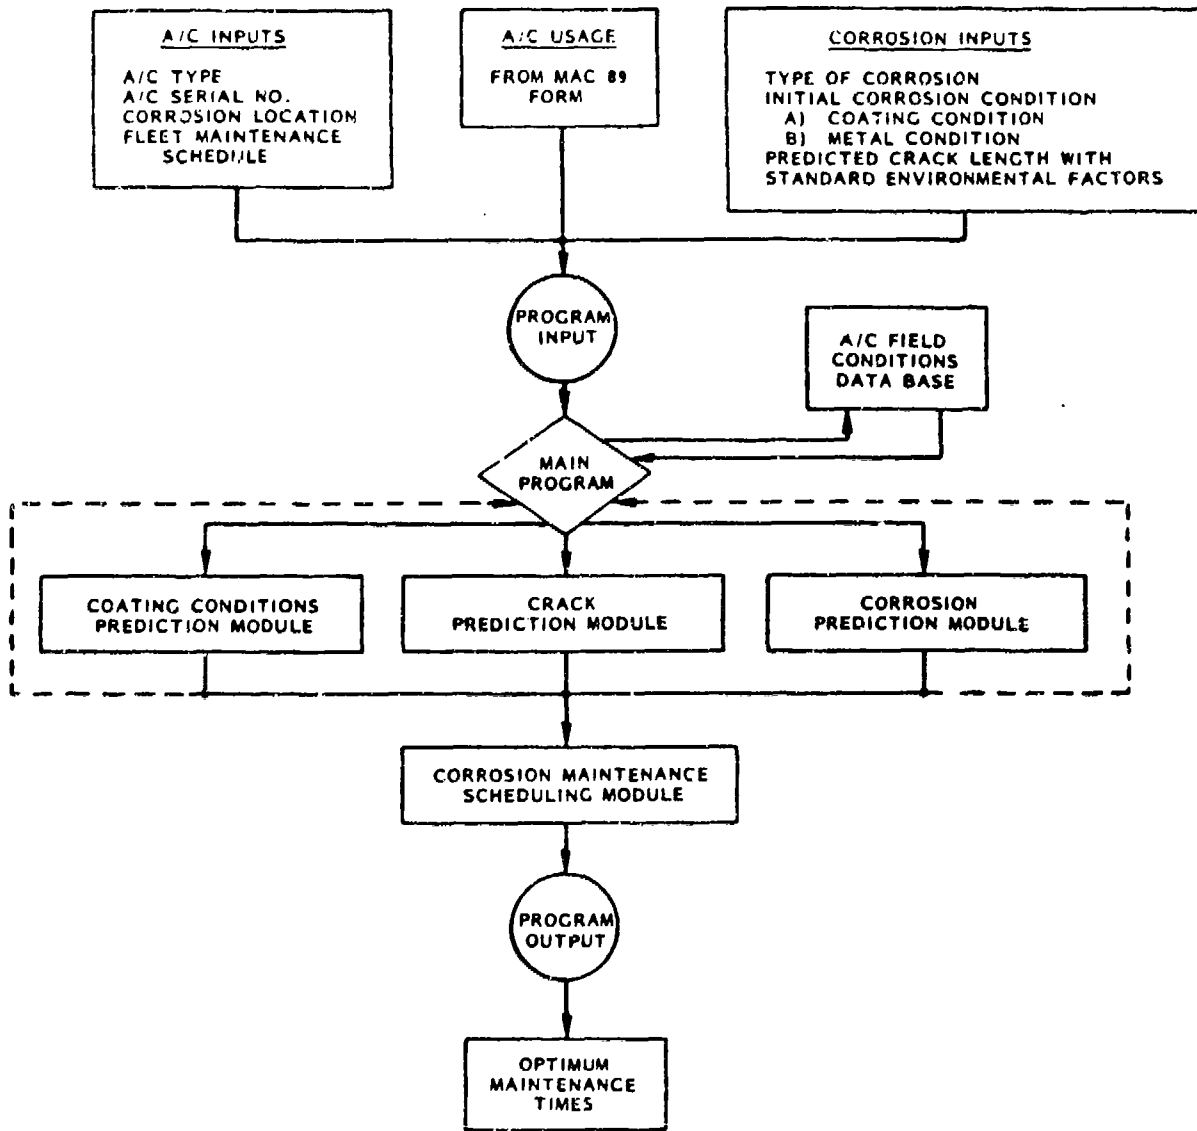 A/C INPUTS
A/C TYPE
A/C SERIAL NO.
CORROSION LOCATION
FLEET MAINTENANCE
SCHEDULE
A/C USAGE
FROM MAC 89
FORM
CORROSION INPUTS
TYPE OF CORROSION
INITIAL CORROSION CONDITION
A) COATING CONDITION
B) METAL CONDITION
PREDICTED CRACK LENGTH WITH
STANDARD ENVIRONMENTAL FACTORS
PROGRAM
INPUT
A/C FIELD
CONDITIONS
DATA BASE
MAIN
PROGRAM
COATING CONDITIONS
PREDICTION MODULE
CRACK
PREDICTION MODULE
CORROSION
PREDICTION MODULE
CORROSION MAINTENANCE
SCHEDULING MODULE
PROGRAM
OUTPUT
OPTIMUM
MAINTENANCE
TIMES